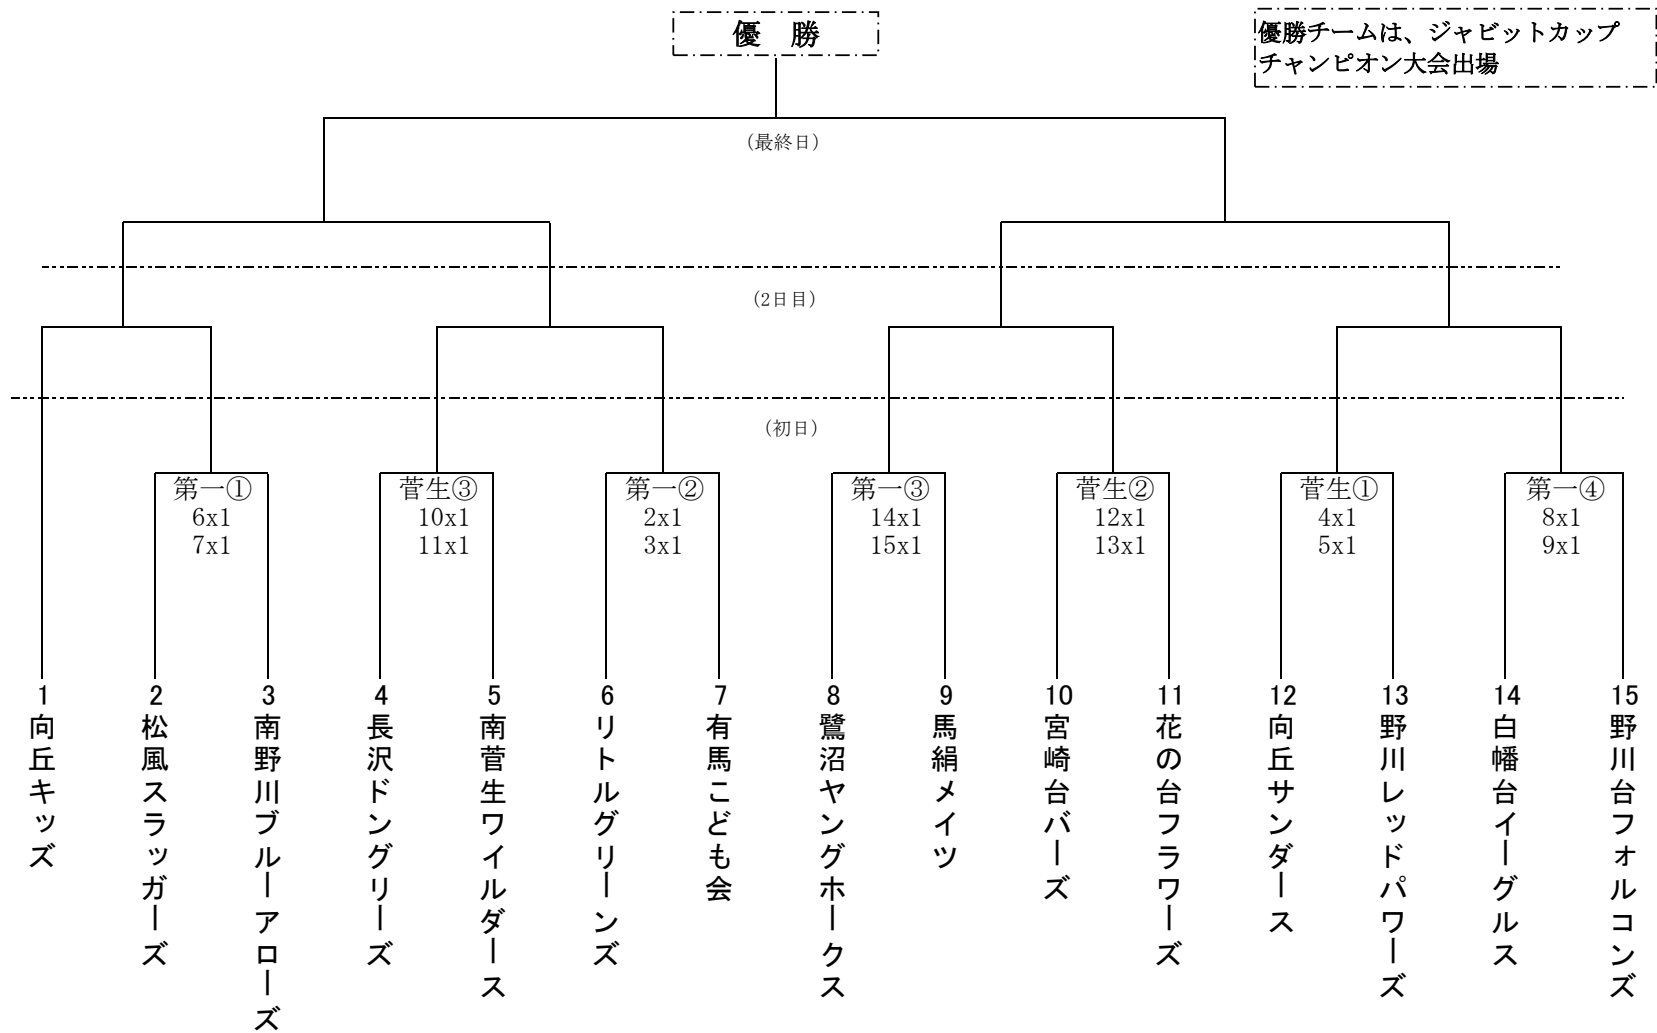 優　勝
優勝チームは、ジャビットカップ
チャンピオン大会出場
(最終日)
(2日目)
(初日)
第一①
6x1
7x1
菅生③
10x1
11x1
第一②
2x1
3x1
第一③
14x1
15x1
菅生②
12x1
13x1
菅生①
4x1
5x1
第一④
8x1
9x1
1
向丘キッズ
2
松風スラッガーズ
3
南野川ブルーアローズ
4
長沢ドングリーズ
5
南菅生ワイルダース
6
リトルグリーンズ
7
有馬こども会
8
鷺沼ヤングホークス
9
馬絹メイツ
10
宮崎台バーズ
11
花の台フラワーズ
12
向丘サンダース
13
野川レッドパワーズ
14
白幡台イーグルス
15
野川台フォルコンズ